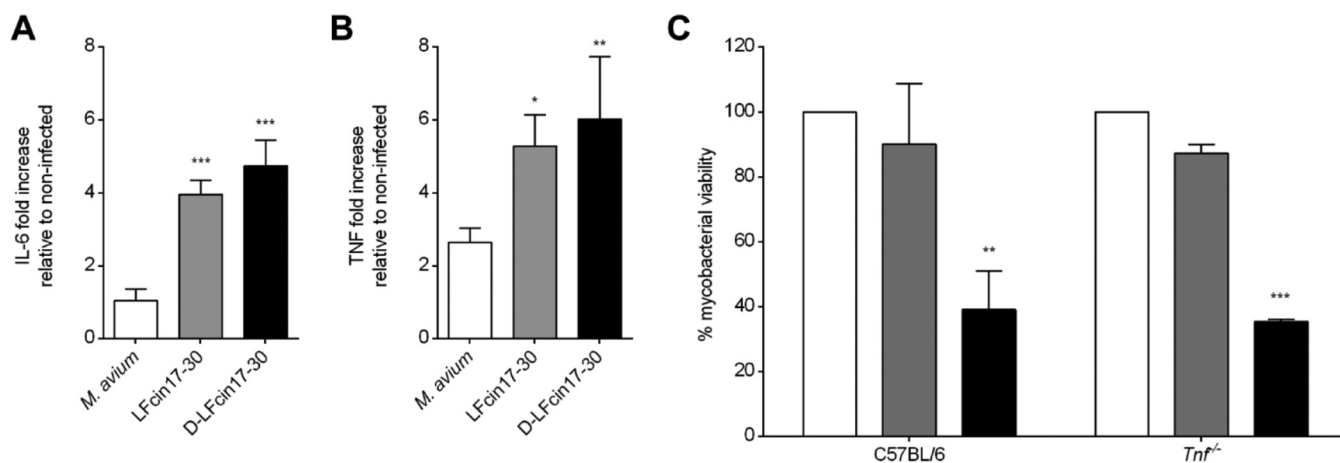 A
IL-6 fold increase
relative to non-infected
8
6
4
2
0
***
***
M. avium
LFcin17-30
D-LFcin17-30
B
TNF fold increase
relative to non-infected
8
6
4
2
0
*
**
M. avium
LFcin17-30
D-LFcin17-30
C
% mycobacterial viability
120
100
80
60
40
20
0
**
***
C57BL/6
Tnf-/-